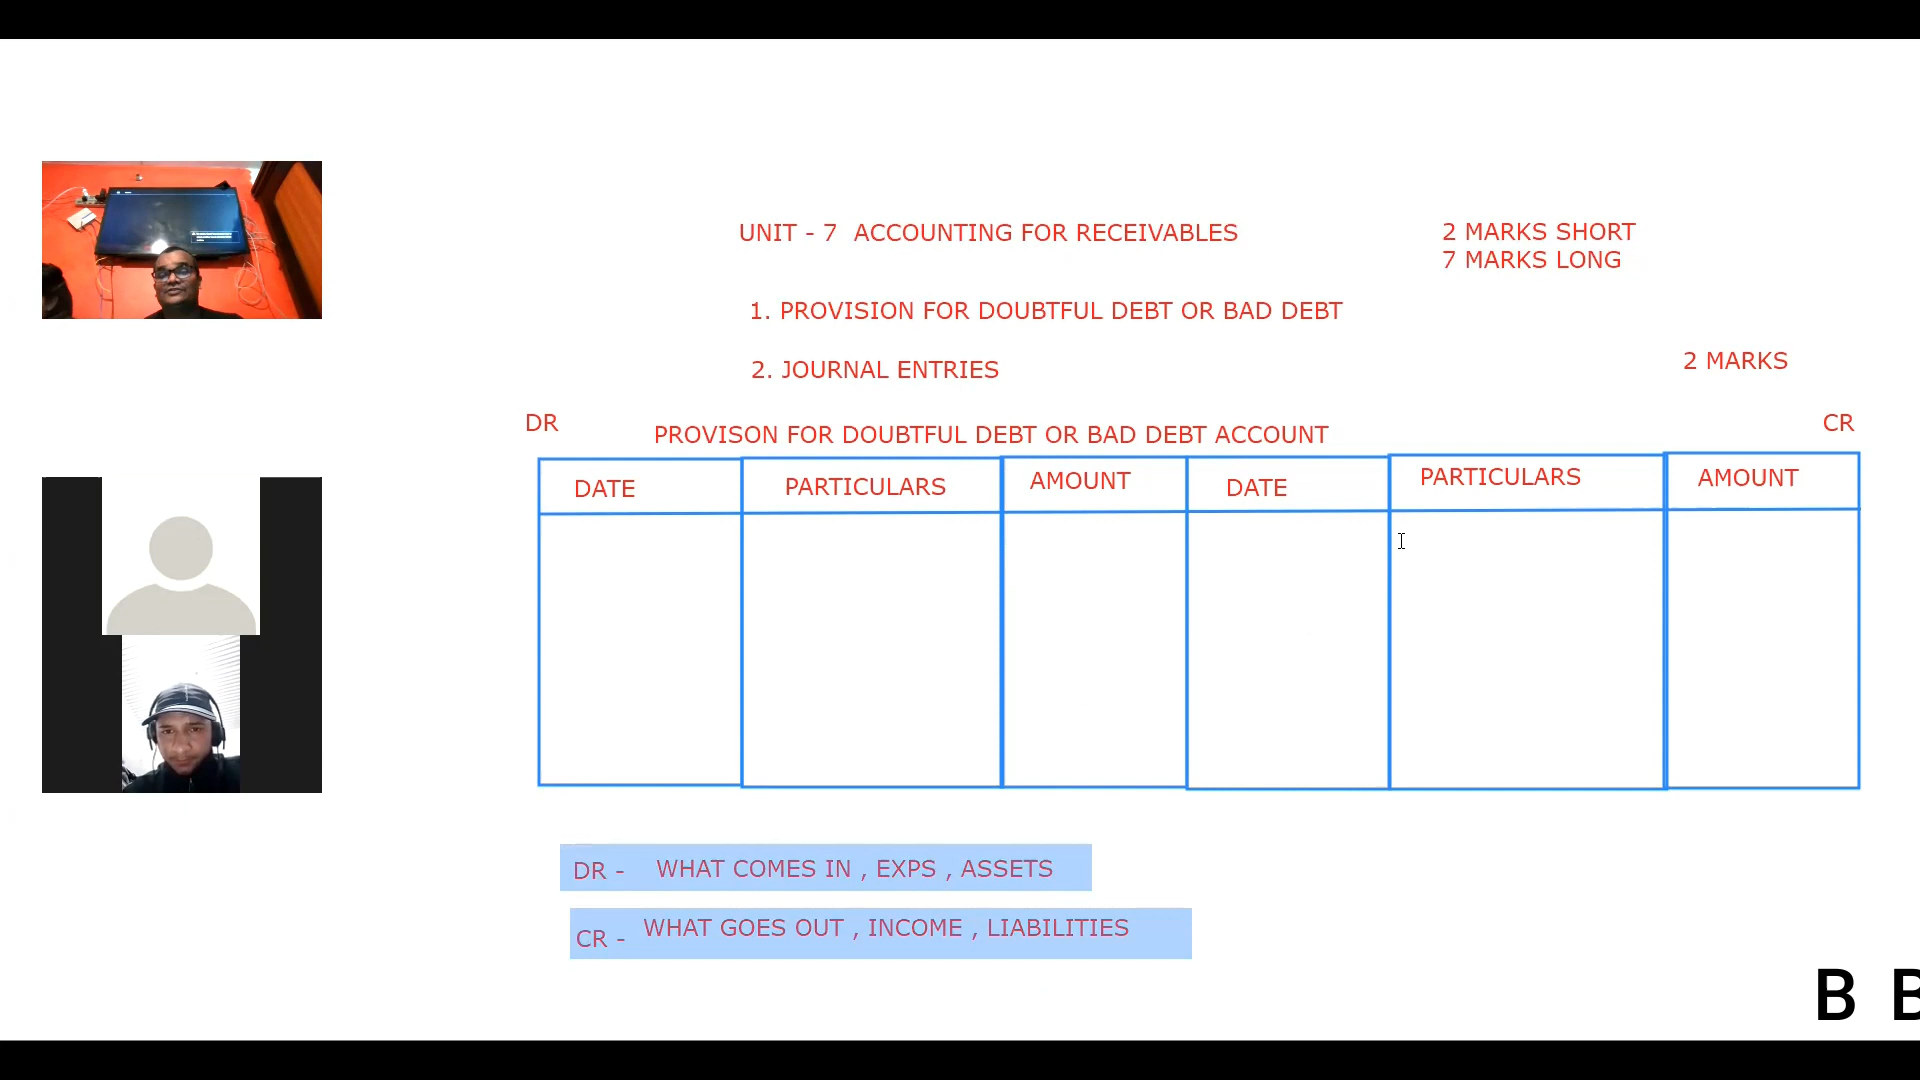 UNIT - 7 ACCOUNTING FOR RECEIVABLES
2 MARKS SHORT
7 MARKS LONG
1. PROVISION FOR DOUBTFUL DEBT OR BAD DEBT
2. JOURNAL ENTRIES
2 MARKS
DR
PROVISON FOR DOUBTFUL DEBT OR BAD DEBT ACCOUNT
CR
DATE PARTICULARS AMOUNT DATE PARTICULARS AMOUNT
DR - WHAT COMES IN , EXPS , ASSETS
CR - WHAT GOES OUT , INCOME , LIABILITIES
B B